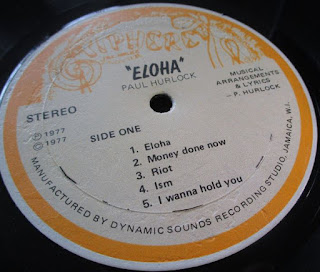 "ELOHA"
PAUL HURLOCK
MUSICAL
ARRANGEMENTS
& LYRICS
– P. HURLOCK
STEREO
℗ 1977
© 1977
SIDE ONE
1. Eloha
2. Money done now
3. Riot
4. Ism
5. I wanna hold you
MANUFACTURED BY DYNAMIC SOUNDS RECORDING STUDIO, JAMAICA, W.I.